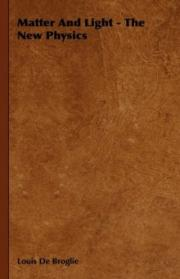 Matter And Light - The
New Physics
Louis De Broglie